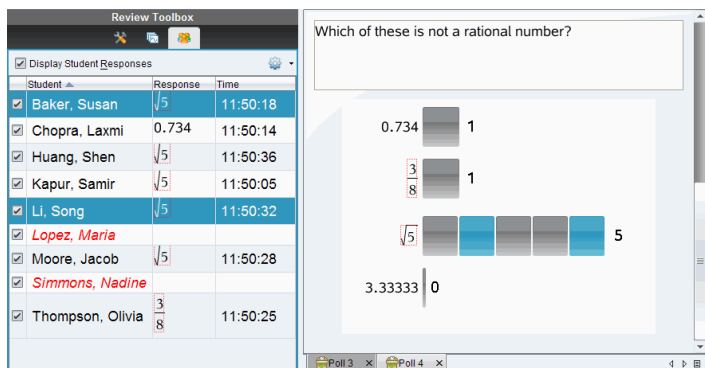 Review Toolbox
Display Student Responses
Student Response Time
Baker, Susan √5 11:50:18
Chopra, Laxmi 0.734 11:50:14
Huang, Shen √5 11:50:36
Kapur, Samir √5 11:50:05
Li, Song √5 11:50:32
Lopez, Maria
Moore, Jacob √5 11:50:28
Simmons, Nadine
Thompson, Olivia 3/8 11:50:25
Which of these is not a rational number?
0.734 1
3/8 1
√5 5
3.33333 0
Poll 3 × Poll 4 ×